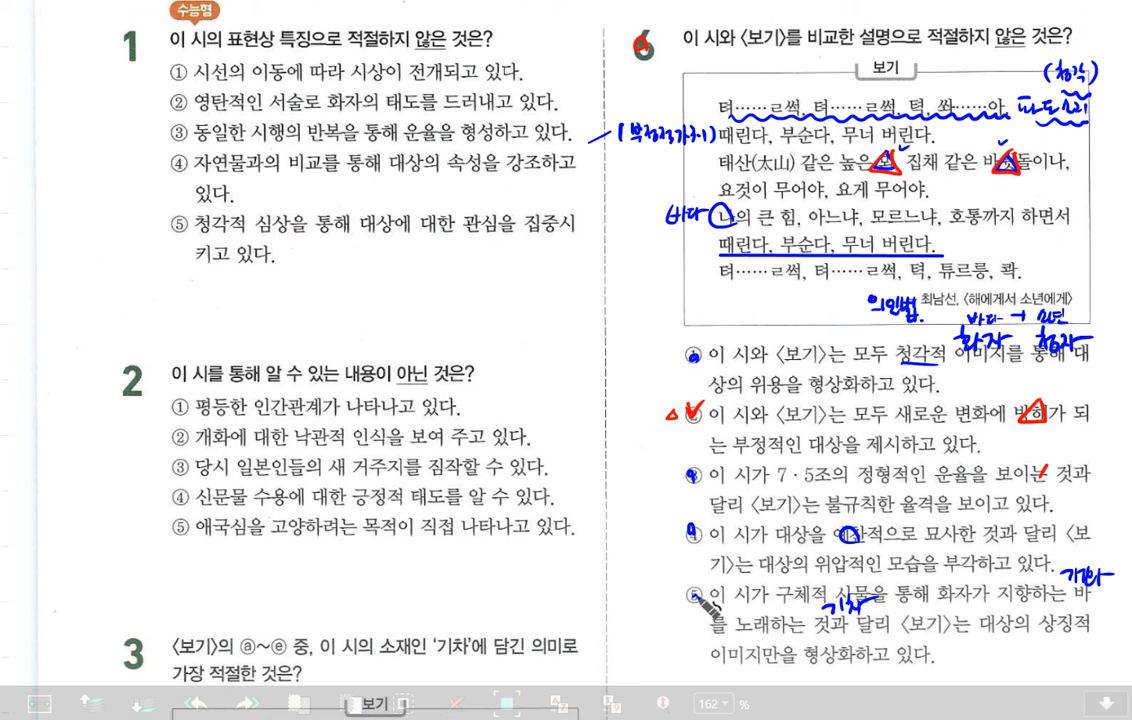 수능형
1 이 시의 표현상 특징으로 적절하지 않은 것은?
① 시선의 이동에 따라 시상이 전개되고 있다.
② 영탄적인 서술로 화자의 태도를 드러내고 있다.
③ 동일한 시행의 반복을 통해 운율을 형성하고 있다.
④ 자연물과의 비교를 통해 대상의 속성을 강조하고
있다.
⑤ 청각적 심상을 통해 대상에 대한 관심을 집중시
키고 있다.
2 이 시를 통해 알 수 있는 내용이 아닌 것은?
① 평등한 인간관계가 나타나고 있다.
② 개화에 대한 낙관적 인식을 보여 주고 있다.
③ 당시 일본인들의 새 거주지를 짐작할 수 있다.
④ 신문물 수용에 대한 긍정적 태도를 알 수 있다.
⑤ 애국심을 고양하려는 목적이 직접 나타나고 있다.
3 〈보기〉의 ⓐ~ⓔ 중, 이 시의 소재인 '기차'에 담긴 의미로
가장 적절한 것은?
보기
6 이 시와 〈보기〉를 비교한 설명으로 적절하지 않은 것은?
보기
(청각)
텨……ㄹ썩, 텨……ㄹ썩, 텩, 쏴……아. 파도소리
때린다, 부순다, 무너 버린다.
태산(太山) 같은 높은 집채 같은 바돌이나,
요것이 무어야, 요게 무어야.
바다 나의 큰 힘, 아느냐, 모르느냐, 호통까지 하면서
때린다, 부순다, 무너 버린다.
텨……ㄹ썩, 텨……ㄹ썩, 텩, 튜르릉, 콱.
의인법. 최남선, 〈해에게서 소년에게〉
바다 → 소년
화자 청자
① 이 시와 〈보기〉는 모두 청각적 이미지를 통해 대
상의 위용을 형상화하고 있다.
② 이 시와 〈보기〉는 모두 새로운 변화에 방해가 되
는 부정적인 대상을 제시하고 있다.
③ 이 시가 7·5조의 정형적인 운율을 보이는 것과
달리 〈보기〉는 불규칙한 율격을 보이고 있다.
④ 이 시가 대상을 예찬적으로 묘사한 것과 달리 〈보
기〉는 대상의 위압적인 모습을 부각하고 있다.
개화
⑤ 이 시가 구체적 사물을 통해 화자가 지향하는 바
기차
를 노래하는 것과 달리 〈보기〉는 대상의 상징적
이미지만을 형상화하고 있다.
162 %